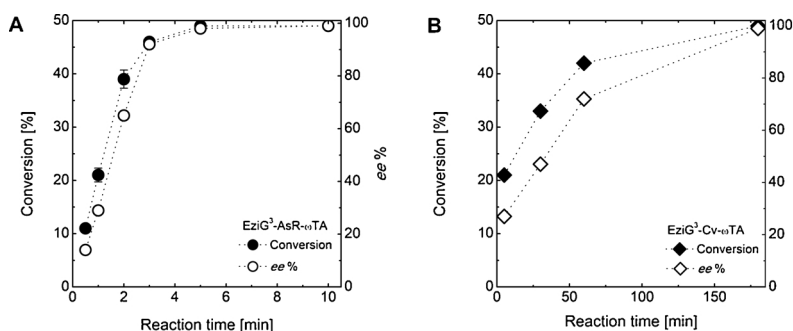 A
50
40
30
20
10
0
Conversion [%]
100
80
60
40
20
0
ee %
EziG³-AsR-ωTA
Conversion
ee %
0 2 4 6 8 10
Reaction time [min]
B
50
40
30
20
10
0
Conversion [%]
100
80
60
40
20
0
EziG³-Cv-ωTA
Conversion
ee %
0 50 100 150
Reaction time [min]